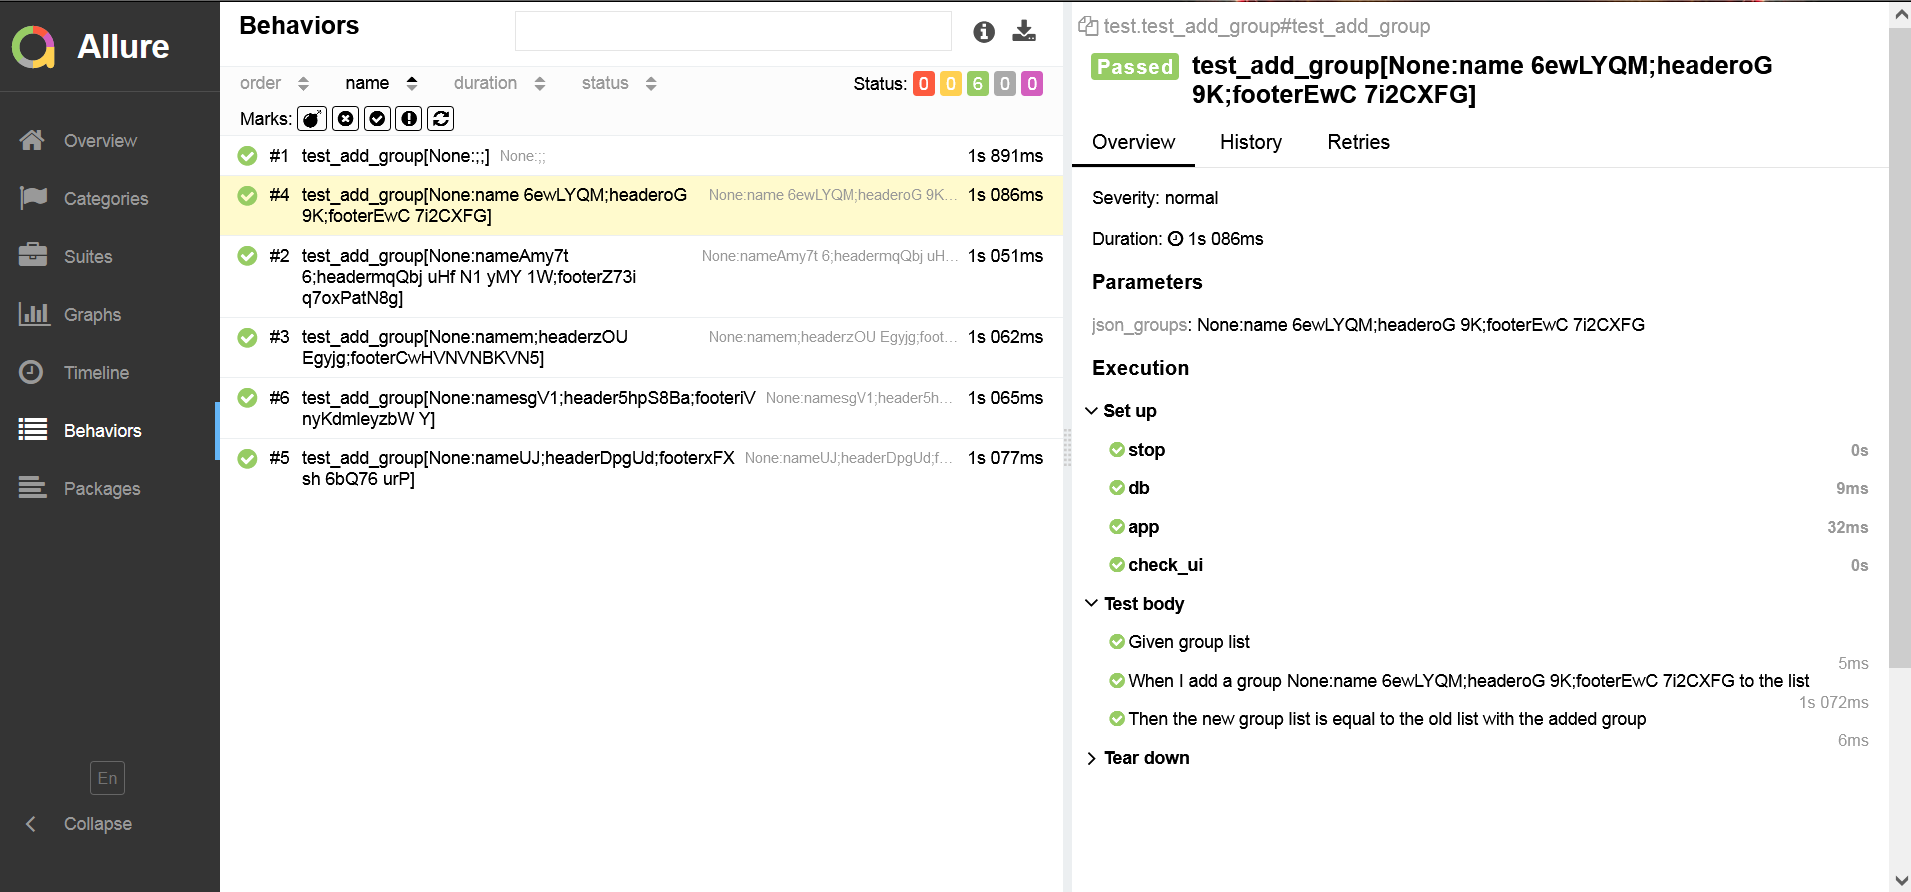 Allure
Overview
Categories
Suites
Graphs
Timeline
Behaviors
Packages
En
Collapse
Behaviors
order name duration status Status: 0 0 6 0 0
Marks:
#1 test_add_group[None:;;] None:;; 1s 891ms
#4 test_add_group[None:name 6ewLYQM;headeroG None:name 6ewLYQM;headeroG 9K... 1s 086ms
9K;footerEwC 7i2CXFG]
#2 test_add_group[None:nameAmy7t None:nameAmy7t 6;headermqQbj uH... 1s 051ms
6;headermqQbj uHf N1 yMY 1W;footerZ73i
q7oxPatN8g]
#3 test_add_group[None:namem;headerzOU None:namem;headerzOU Egyjg;foot... 1s 062ms
Egyjg;footerCwHVNVNBKVN5]
#6 test_add_group[None:namesgV1;header5hpS8Ba;footeriV None:namesgV1;header5h... 1s 065ms
nyKdmleyzbW Y]
#5 test_add_group[None:nameUJ;headerDpgUd;footerxFX None:nameUJ;headerDpgUd;f... 1s 077ms
sh 6bQ76 urP]
test.test_add_group#test_add_group
Passed test_add_group[None:name 6ewLYQM;headeroG
9K;footerEwC 7i2CXFG]
Overview History Retries
Severity: normal
Duration: 1s 086ms
Parameters
json_groups: None:name 6ewLYQM;headeroG 9K;footerEwC 7i2CXFG
Execution
Set up
stop 0s
db 9ms
app 32ms
check_ui 0s
Test body
Given group list
5ms
When I add a group None:name 6ewLYQM;headeroG 9K;footerEwC 7i2CXFG to the list
1s 072ms
Then the new group list is equal to the old list with the added group
6ms
Tear down